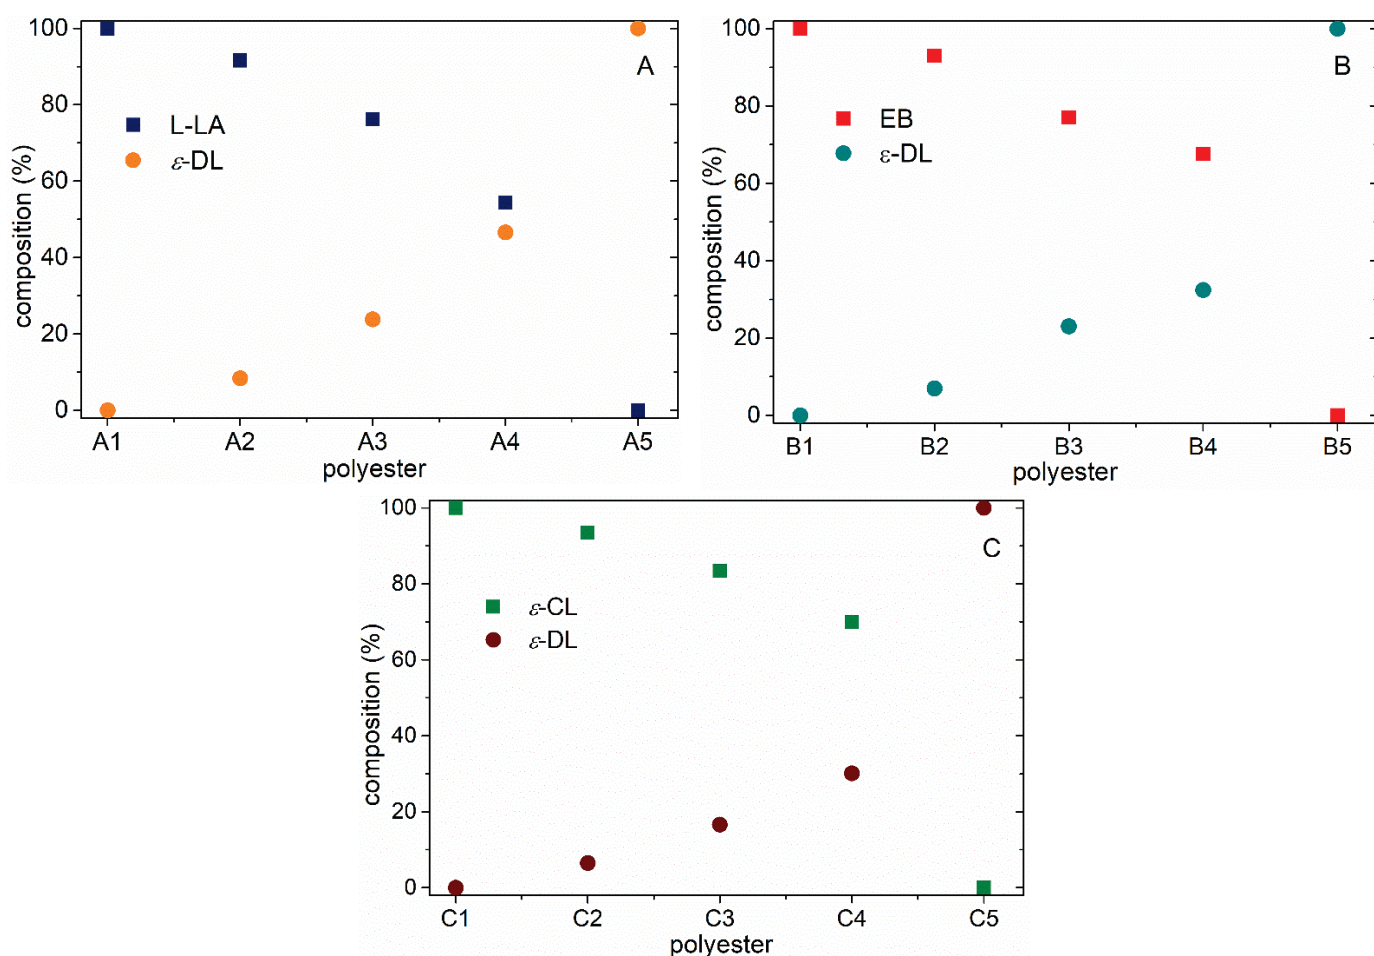 100
80
60
40
20
0
composition (%)
A
L-LA
ε-DL
A1 A2 A3 A4 A5
polyester
100
80
60
40
20
0
composition (%)
B
EB
ε-DL
B1 B2 B3 B4 B5
polyester
100
80
60
40
20
0
composition (%)
C
ε-CL
ε-DL
C1 C2 C3 C4 C5
polyester